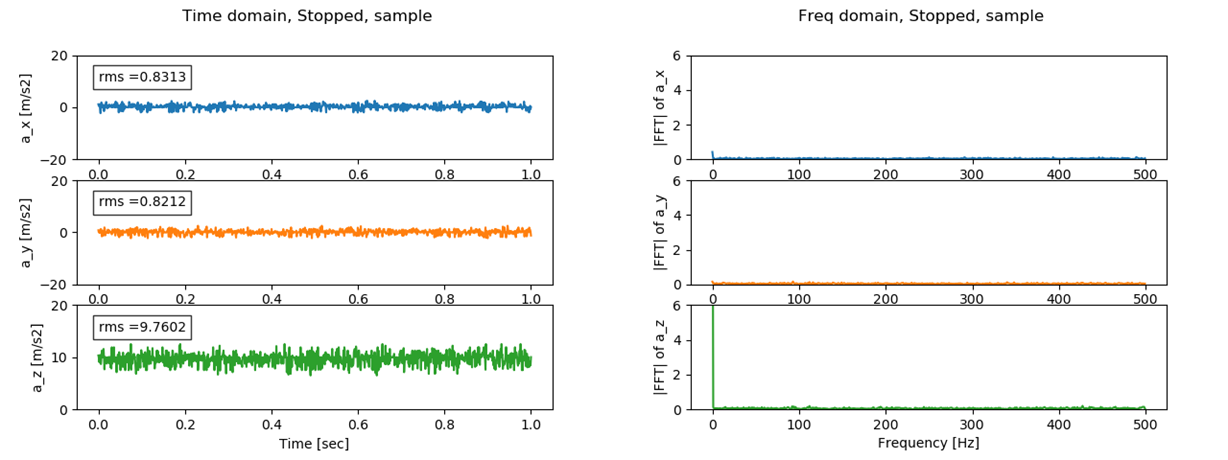 Time domain, Stopped, sample
20
0
−20
a_x [m/s2]
rms =0.8313
0.0 0.2 0.4 0.6 0.8 1.0
20
0
−20
a_y [m/s2]
rms =0.8212
0.0 0.2 0.4 0.6 0.8 1.0
20
10
0
a_z [m/s2]
rms =9.7602
0.0 0.2 0.4 0.6 0.8 1.0
Time [sec]
Freq domain, Stopped, sample
6
4
2
0
|FFT| of a_x
0 100 200 300 400 500
6
4
2
0
|FFT| of a_y
0 100 200 300 400 500
6
4
2
0
|FFT| of a_z
0 100 200 300 400 500
Frequency [Hz]